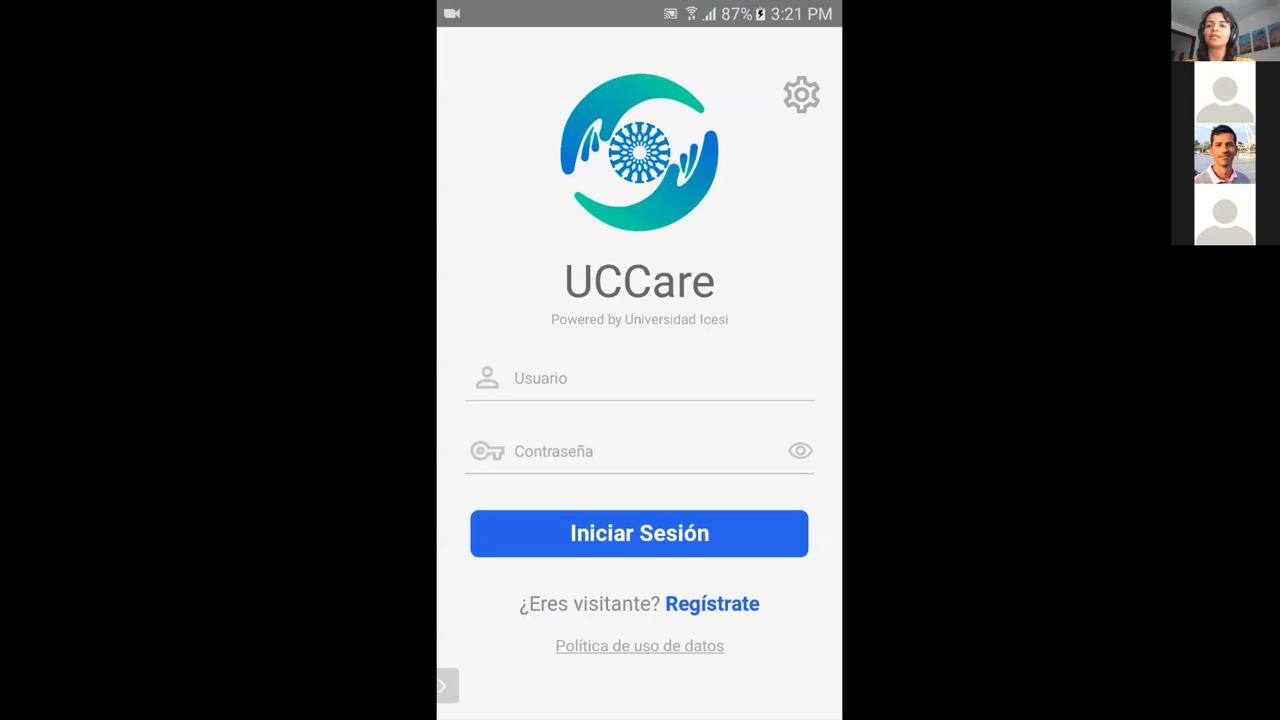 87% 3:21 PM
UCCare
Powered by Universidad Icesi
Usuario
Contraseña
Iniciar Sesión
¿Eres visitante? Regístrate
Política de uso de datos